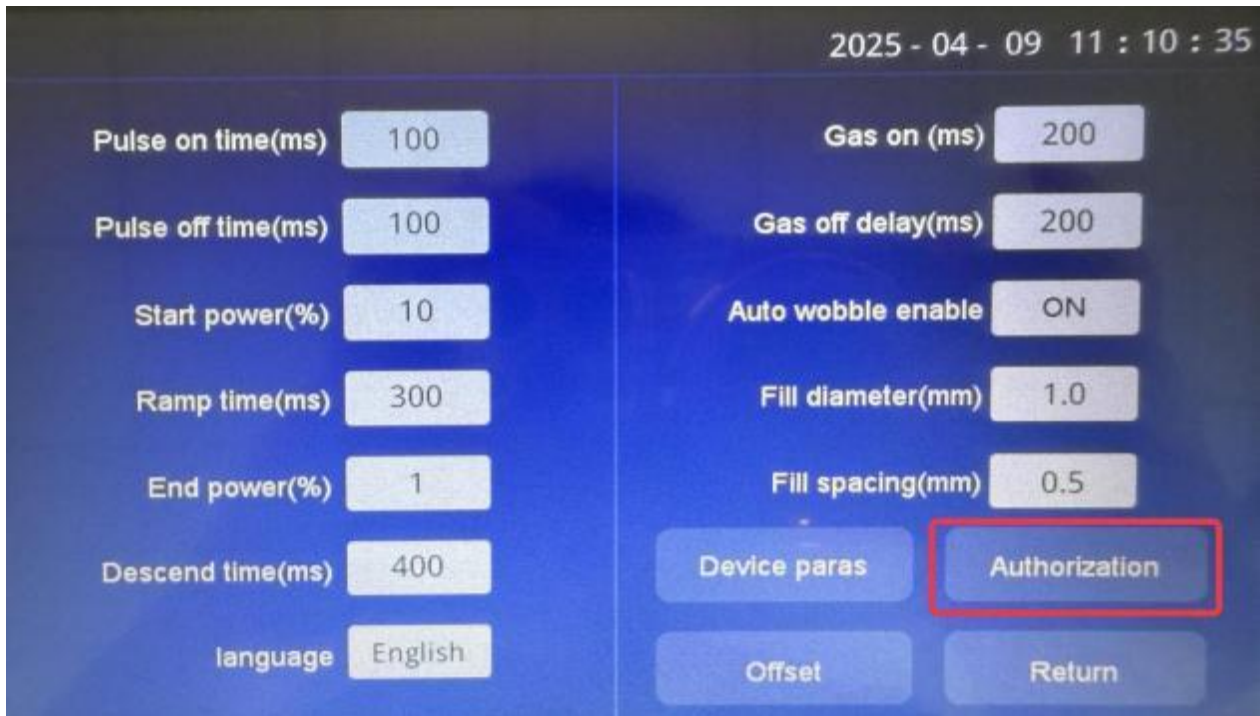 2025 - 04 - 09 11 : 10 : 35
Pulse on time(ms) 100
Pulse off time(ms) 100
Start power(%) 10
Ramp time(ms) 300
End power(%) 1
Descend time(ms) 400
language English
Gas on (ms) 200
Gas off delay(ms) 200
Auto wobble enable ON
Fill diameter(mm) 1.0
Fill spacing(mm) 0.5
Device paras Authorization
Offset Return